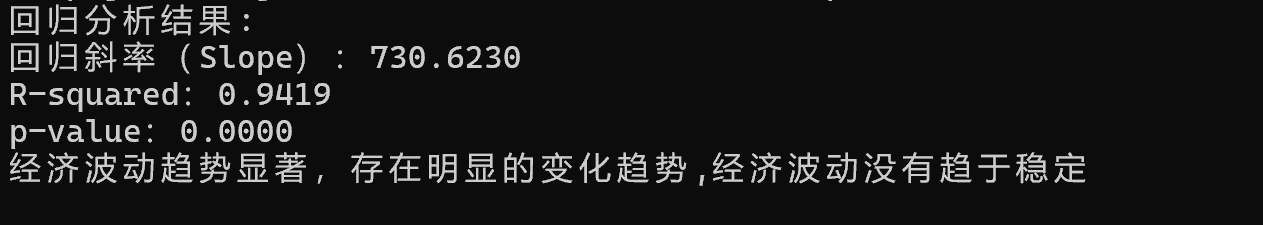 回归分析结果:
回归斜率（Slope）: 730.6230
R-squared: 0.9419
p-value: 0.0000
经济波动趋势显著，存在明显的变化趋势,经济波动没有趋于稳定